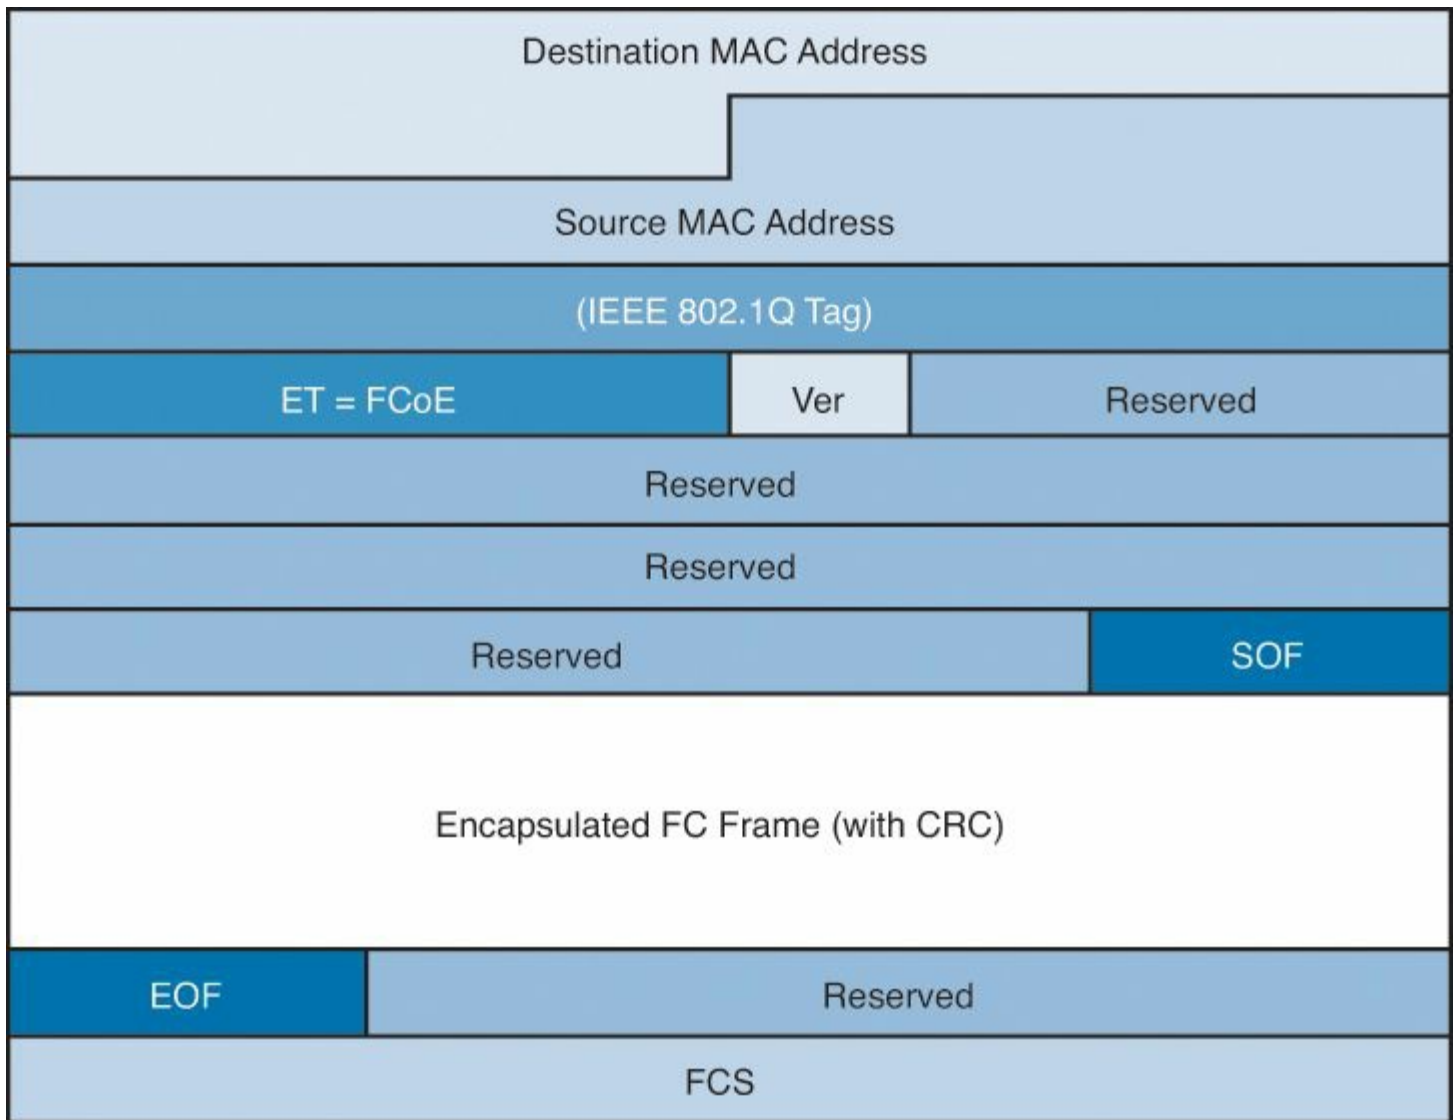 Destination MAC Address
Source MAC Address
(IEEE 802.1Q Tag)
ET = FCoE
Ver
Reserved
Reserved
Reserved
Reserved
SOF
Encapsulated FC Frame (with CRC)
EOF
Reserved
FCS